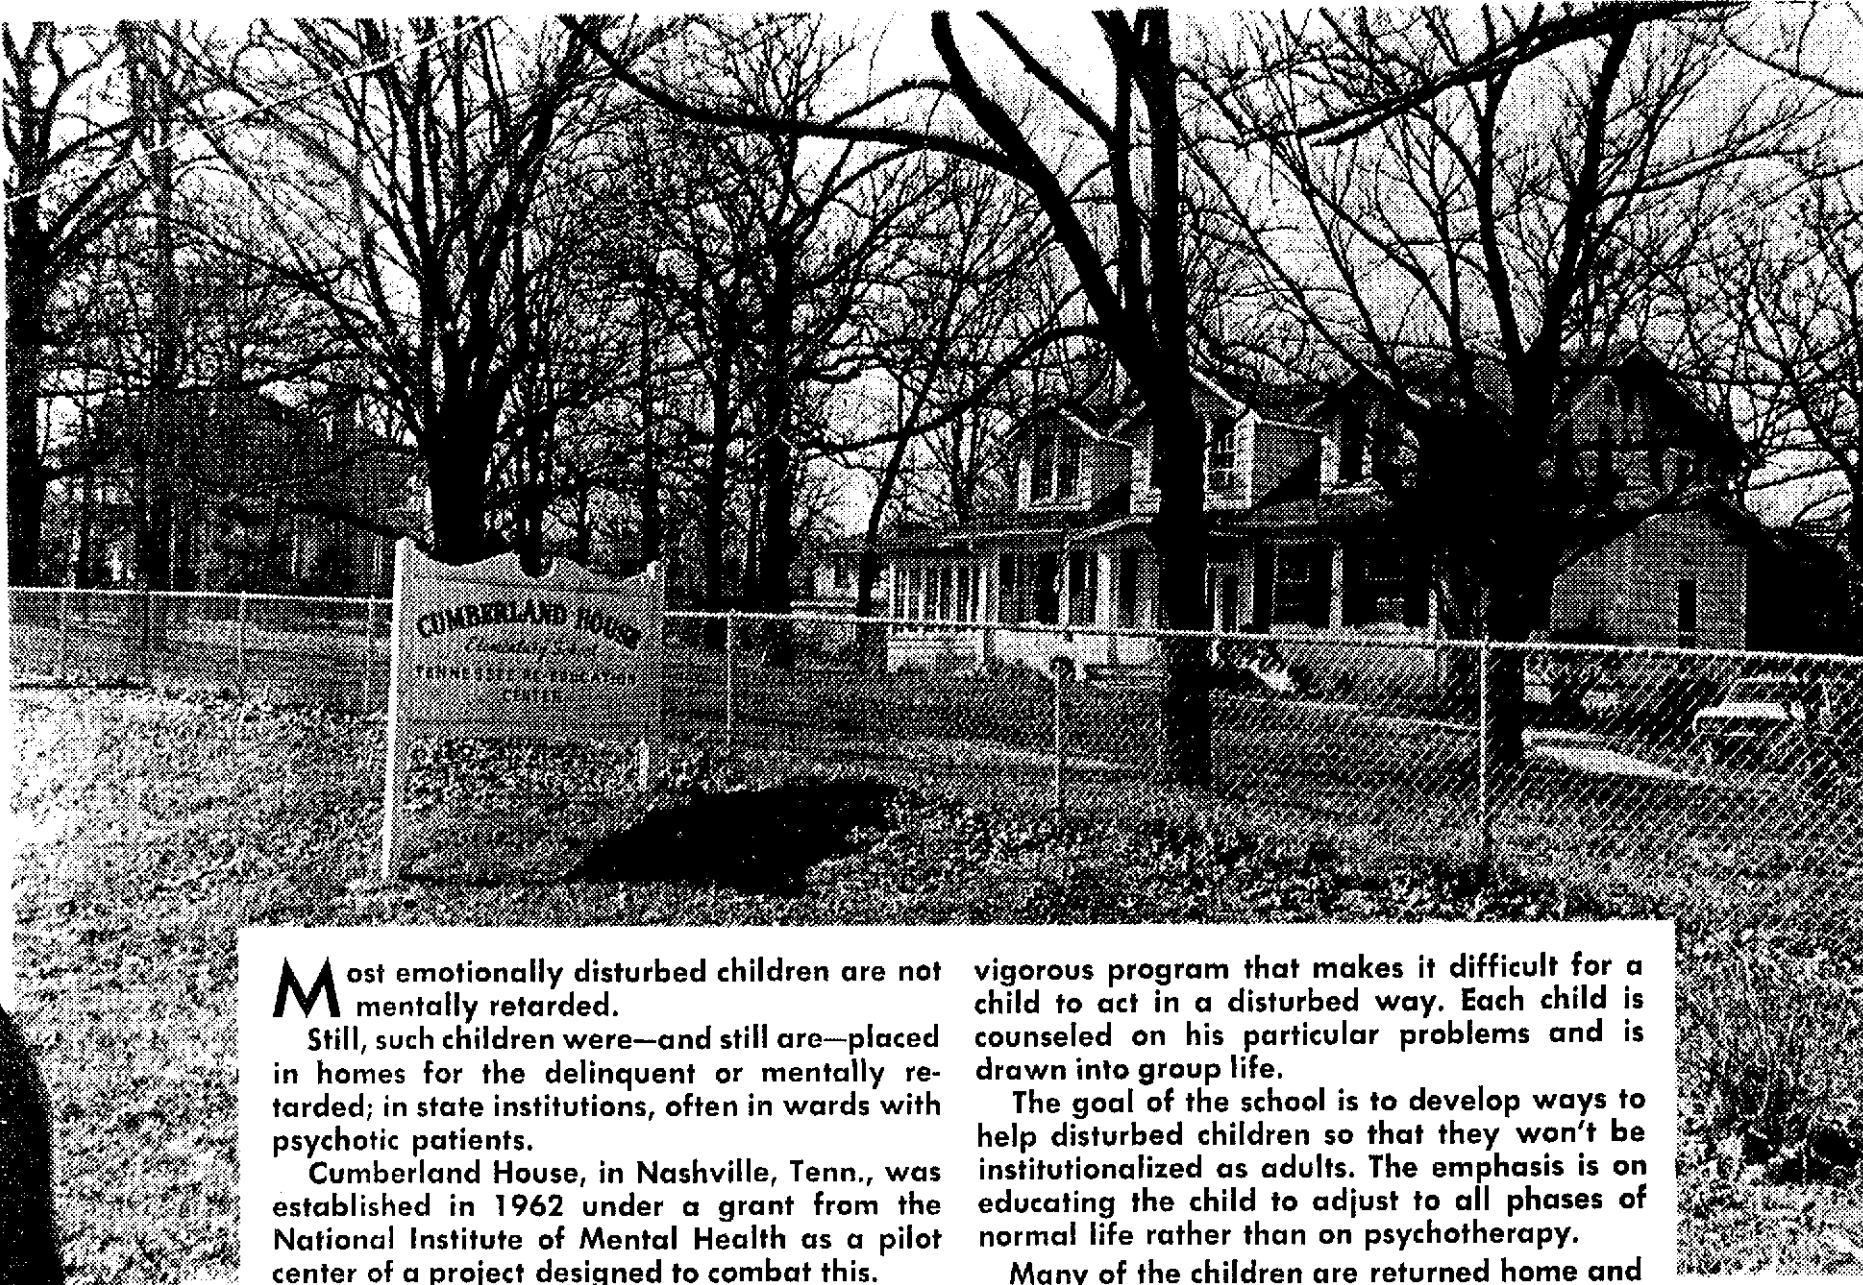 CUMBERLAND HOUSE
Elementary School
TENNESSEE RE-EDUCATION
CENTER
Most emotionally disturbed children are not
mentally retarded.
Still, such children were—and still are—placed
in homes for the delinquent or mentally re-
tarded; in state institutions, often in wards with
psychotic patients.
Cumberland House, in Nashville, Tenn., was
established in 1962 under a grant from the
National Institute of Mental Health as a pilot
center of a project designed to combat this.
vigorous program that makes it difficult for a
child to act in a disturbed way. Each child is
counseled on his particular problems and is
drawn into group life.
The goal of the school is to develop ways to
help disturbed children so that they won't be
institutionalized as adults. The emphasis is on
educating the child to adjust to all phases of
normal life rather than on psychotherapy.
Many of the children are returned home and